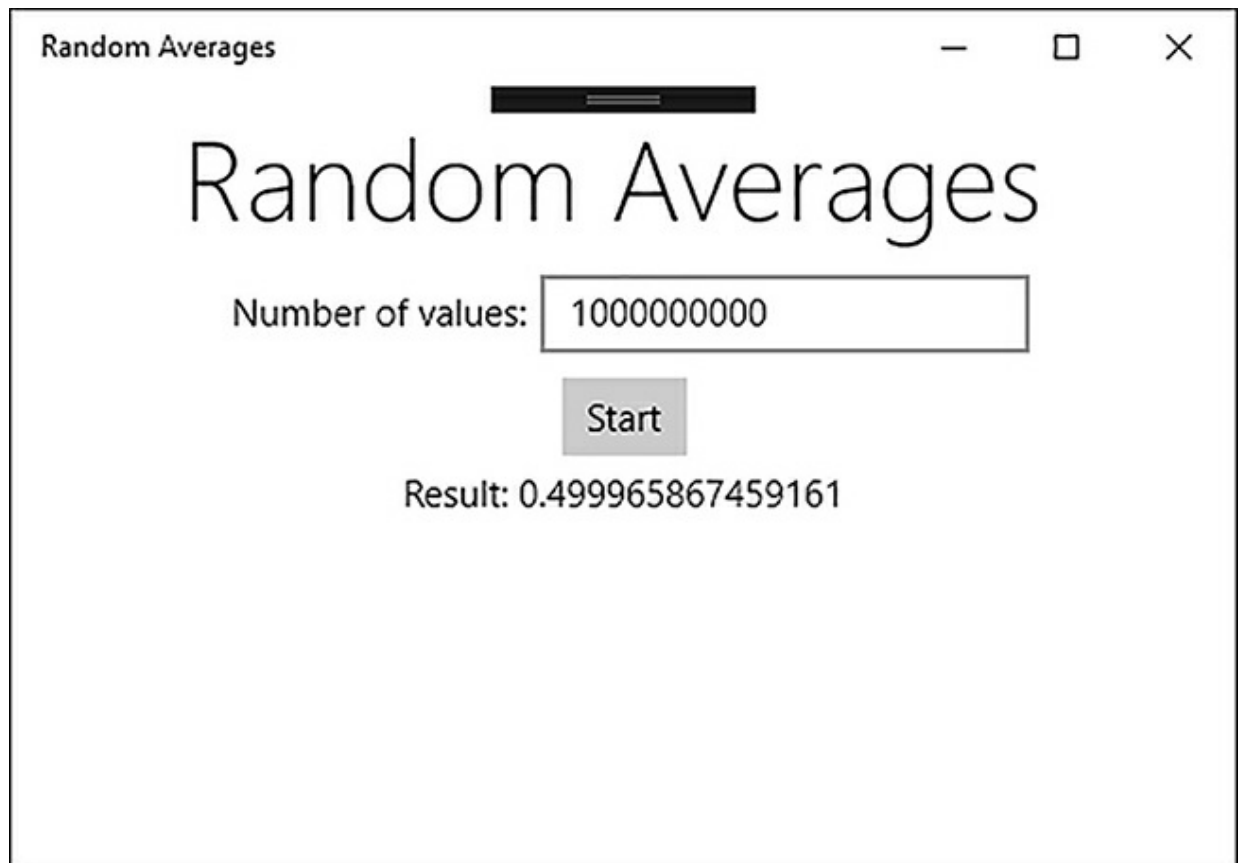 Random Averages
Random Averages
Number of values: 1000000000
Start
Result: 0.499965867459161